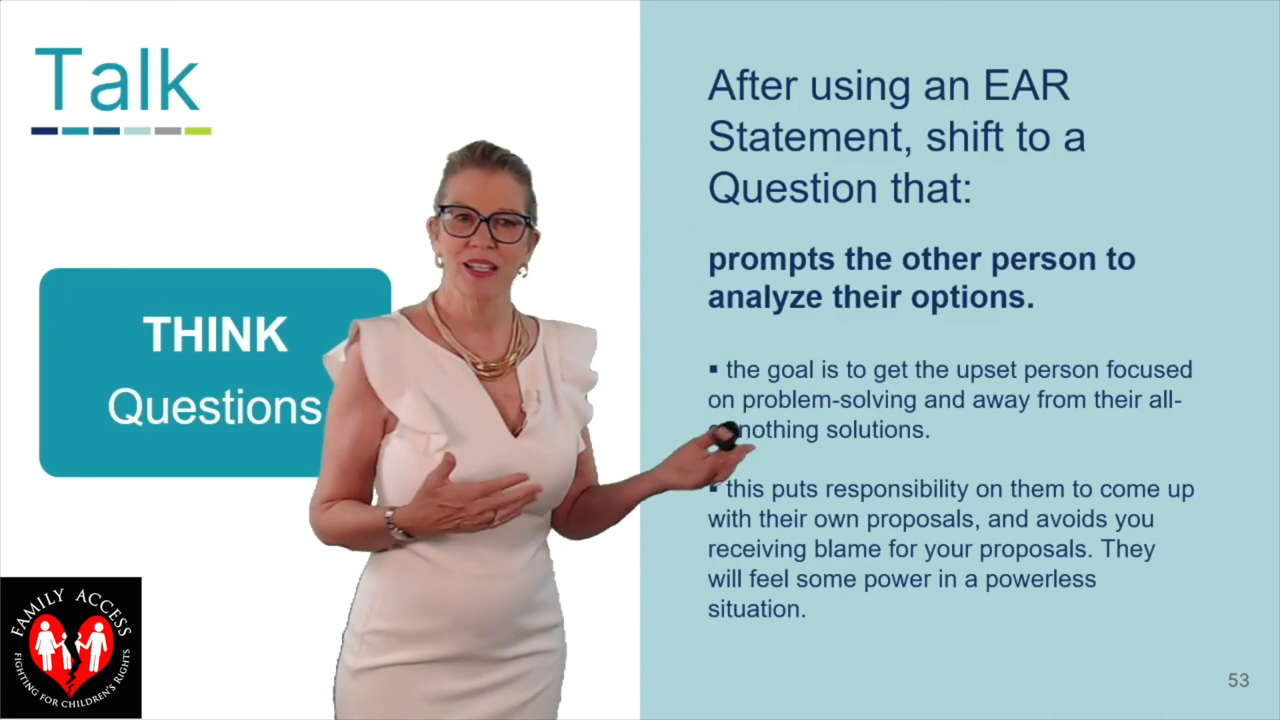 Talk
THINK
Questions
After using an EAR
Statement, shift to a
Question that:
prompts the other person to
analyze their options.
▪ the goal is to get the upset person focused
on problem-solving and away from their all-
nothing solutions.
▪ this puts responsibility on them to come up
with their own proposals, and avoids you
receiving blame for your proposals. They
will feel some power in a powerless
situation.
FAMILY ACCESS
FIGHTING FOR CHILDREN'S RIGHTS
53